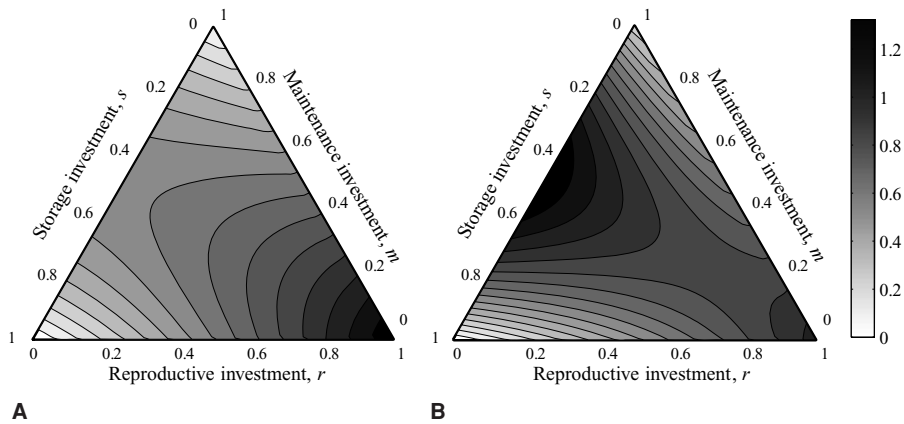 0 1
0.2 0.8
0.4 0.6
0.6 0.4
0.8 0.2
1 0
Storage investment, s
Maintenance investment, m
0 0.2 0.4 0.6 0.8 1
Reproductive investment, r
A
0 1
0.2 0.8
0.4 0.6
0.6 0.4
0.8 0.2
1 0
Storage investment, s
Maintenance investment, m
0 0.2 0.4 0.6 0.8 1
Reproductive investment, r
B
1.2
1
0.8
0.6
0.4
0.2
0